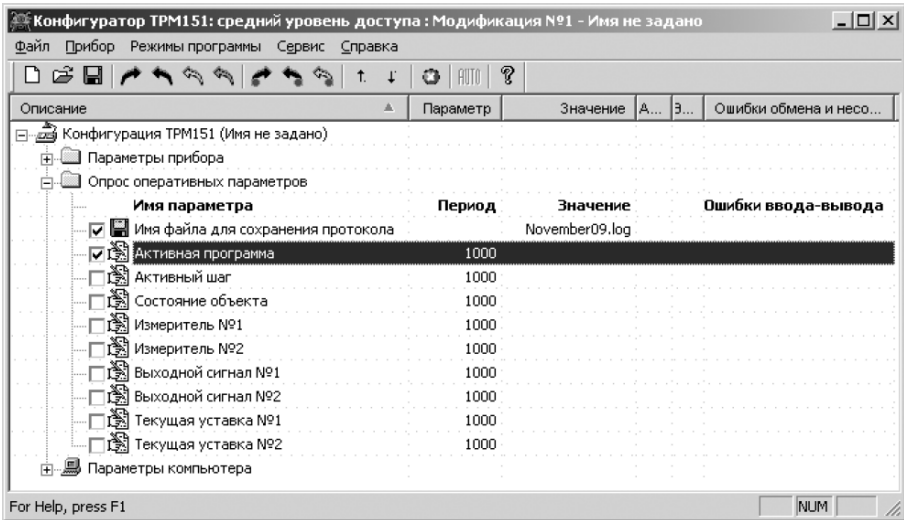 Конфигуратор ТРМ151: средний уровень доступа : Модификация №1 - Имя не задано
Файл Прибор Режимы программы Сервис Справка
AUTO
Описание Параметр Значение А... Э... Ошибки обмена и несо...
Конфигурация ТРМ151 (Имя не задано)
Параметры прибора
Опрос оперативных параметров
Имя параметра Период Значение Ошибки ввода-вывода
Имя файла для сохранения протокола November09.log
Активная программа 1000
Активный шаг 1000
Состояние объекта 1000
Измеритель №1 1000
Измеритель №2 1000
Выходной сигнал №1 1000
Выходной сигнал №2 1000
Текущая уставка №1 1000
Текущая уставка №2 1000
Параметры компьютера
For Help, press F1 NUM